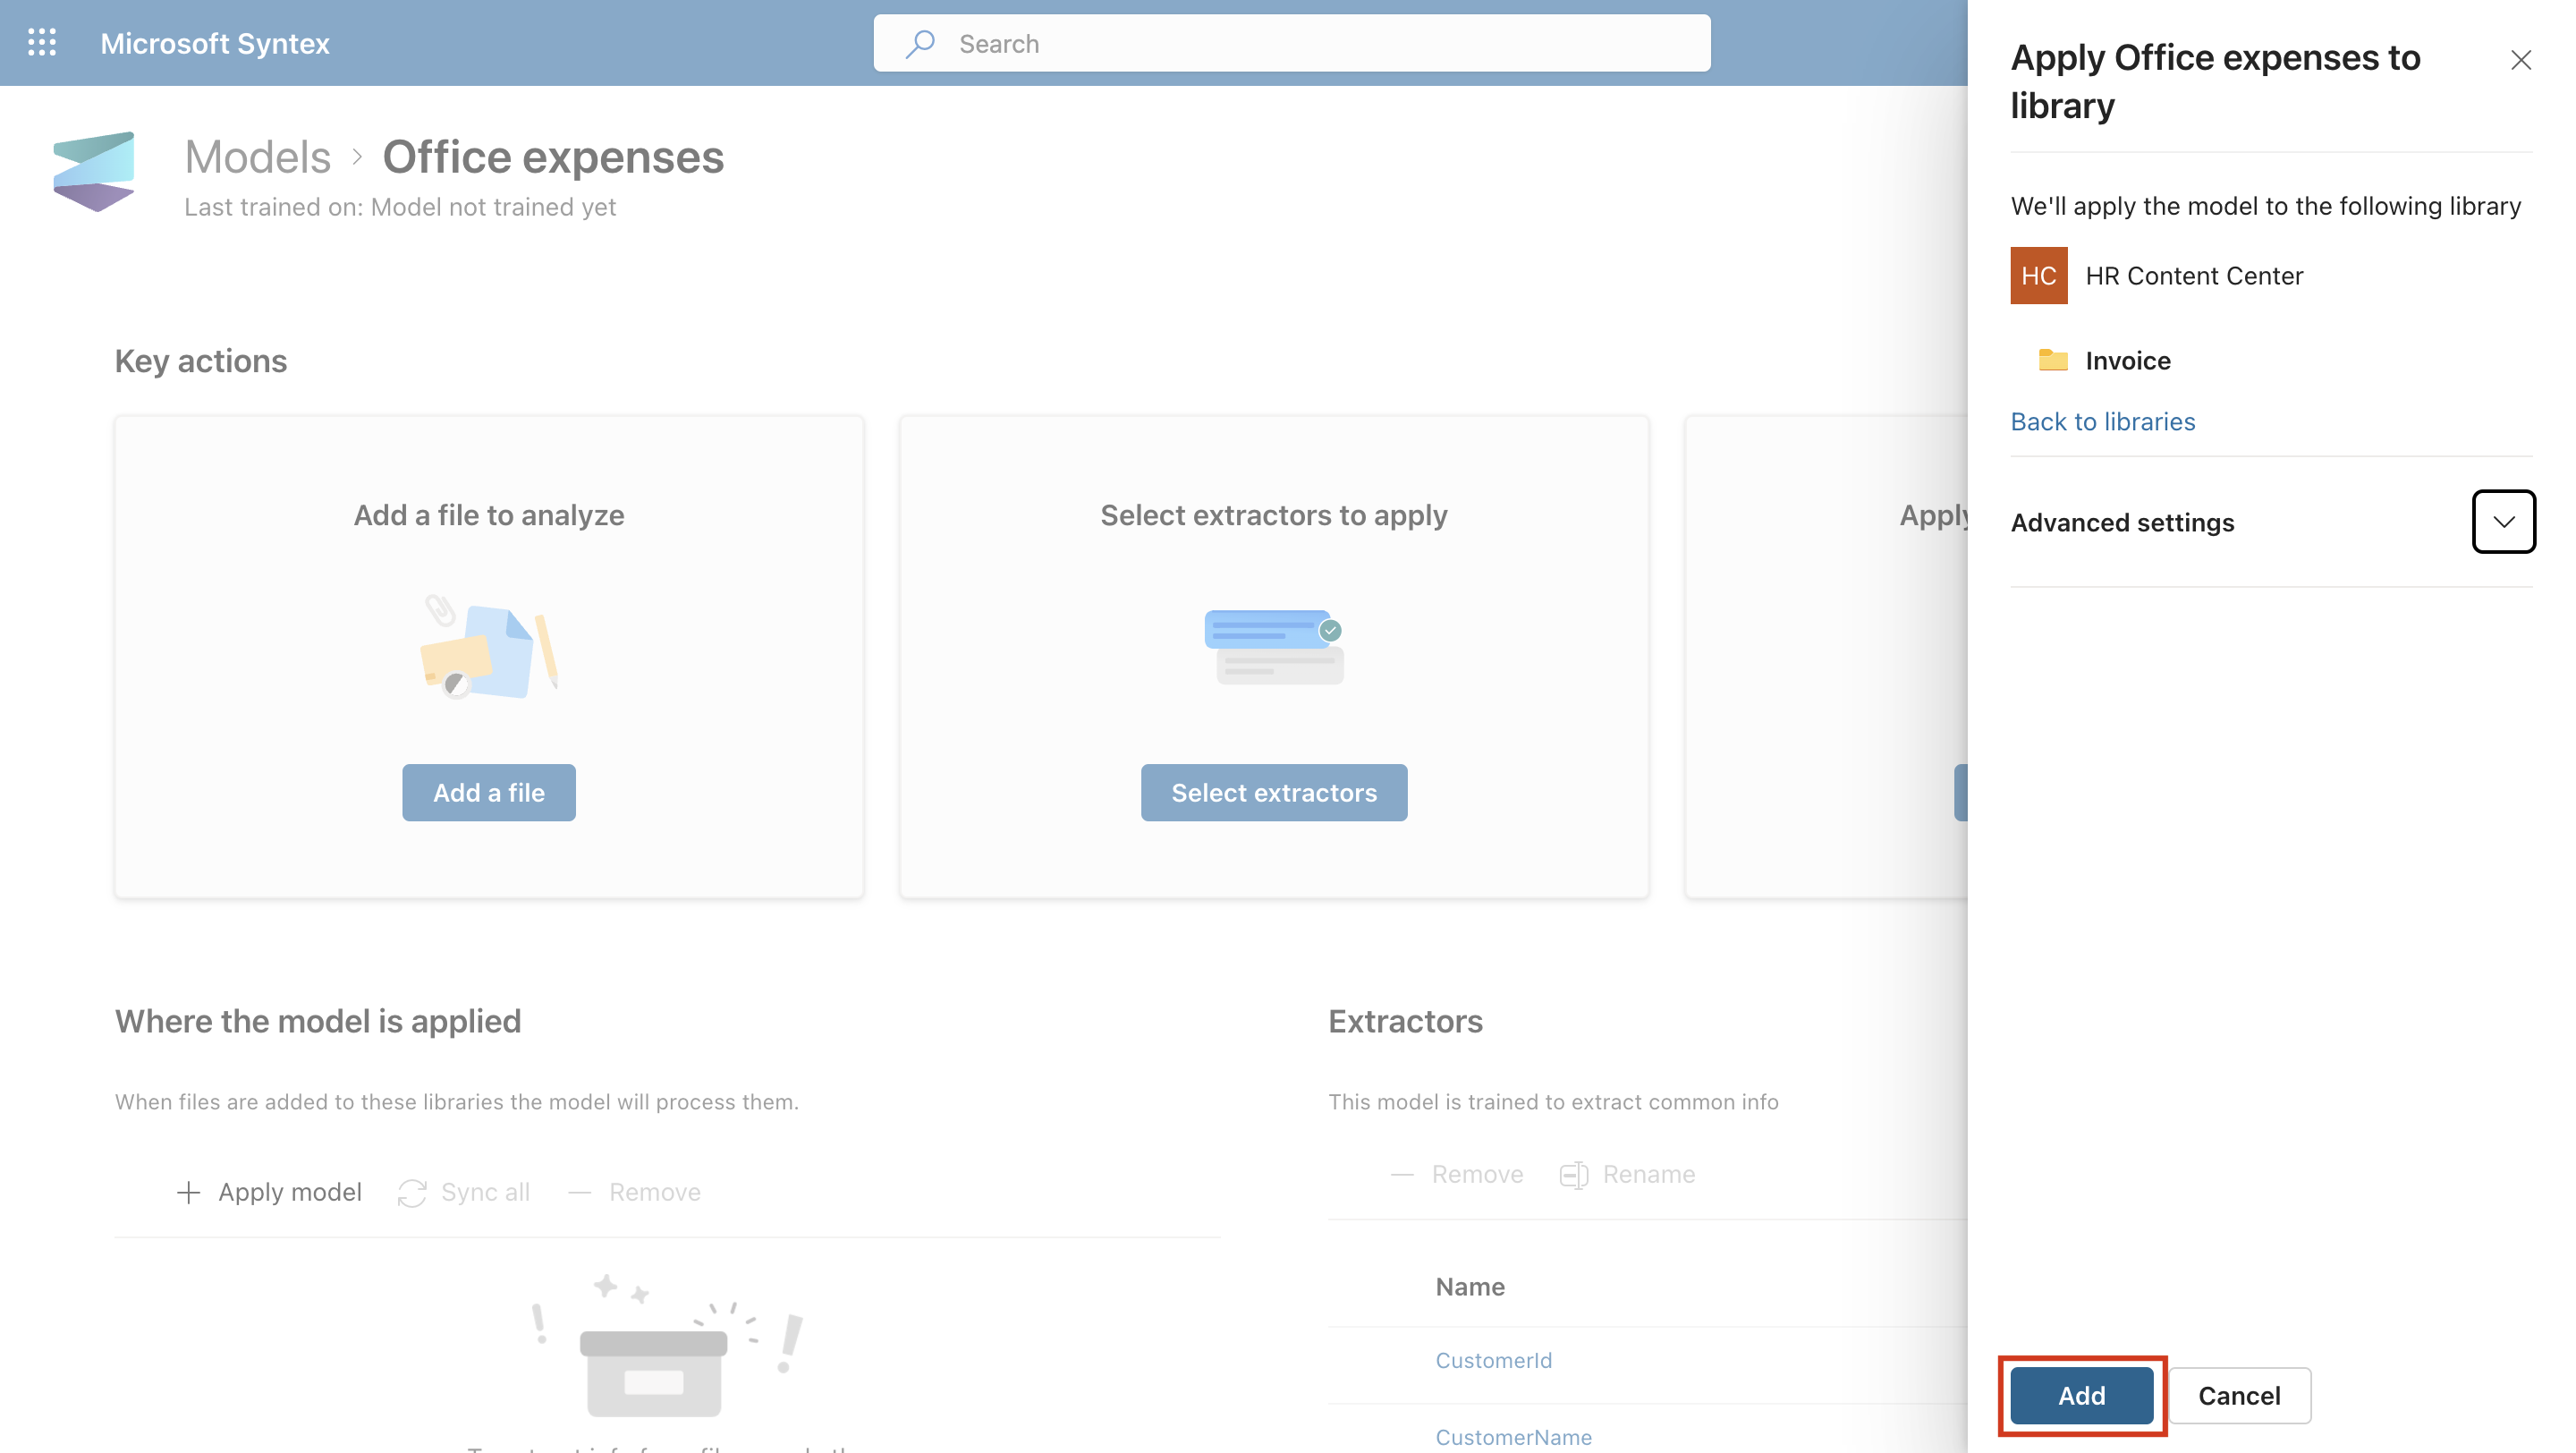 Microsoft Syntex
Search
Models > Office expenses
Last trained on: Model not trained yet
Key actions
Add a file to analyze
Add a file
Select extractors to apply
Select extractors
Apply
Where the model is applied
When files are added to these libraries the model will process them.
Apply model
Sync all
Remove
Extractors
This model is trained to extract common info
Remove
Rename
Name
CustomerId
CustomerName
Apply Office expenses to
library
We'll apply the model to the following library
HC
HR Content Center
Invoice
Back to libraries
Advanced settings
Add
Cancel